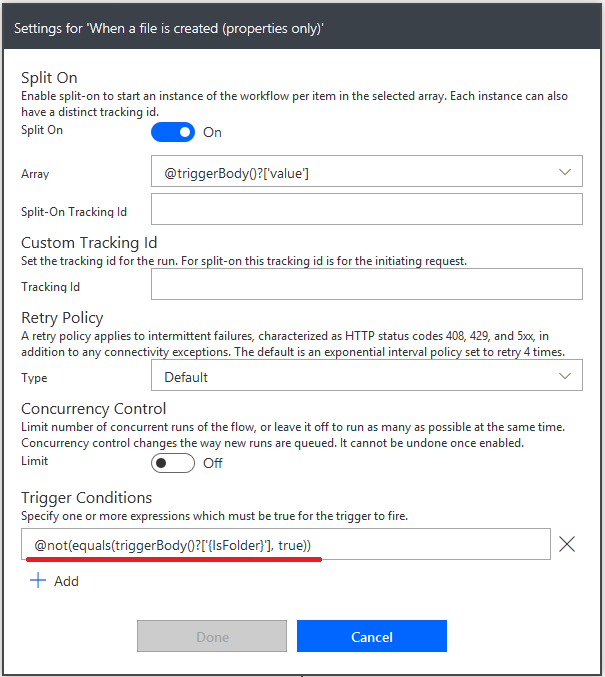 Settings for 'When a file is created (properties only)'
Split On
Enable split-on to start an instance of the workflow per item in the selected array. Each instance can also
have a distinct tracking id.
Split On
On
Array
@triggerBody()?['value']
Split-On Tracking Id
Custom Tracking Id
Set the tracking id for the run. For split-on this tracking id is for the initiating request.
Tracking Id
Retry Policy
A retry policy applies to intermittent failures, characterized as HTTP status codes 408, 429, and 5xx, in
addition to any connectivity exceptions. The default is an exponential interval policy set to retry 4 times.
Type
Default
Concurrency Control
Limit number of concurrent runs of the flow, or leave it off to run as many as possible at the same time.
Concurrency control changes the way new runs are queued. It cannot be undone once enabled.
Limit
Off
Trigger Conditions
Specify one or more expressions which must be true for the trigger to fire.
@not(equals(triggerBody()?['{IsFolder}'], true))
Add
Done
Cancel